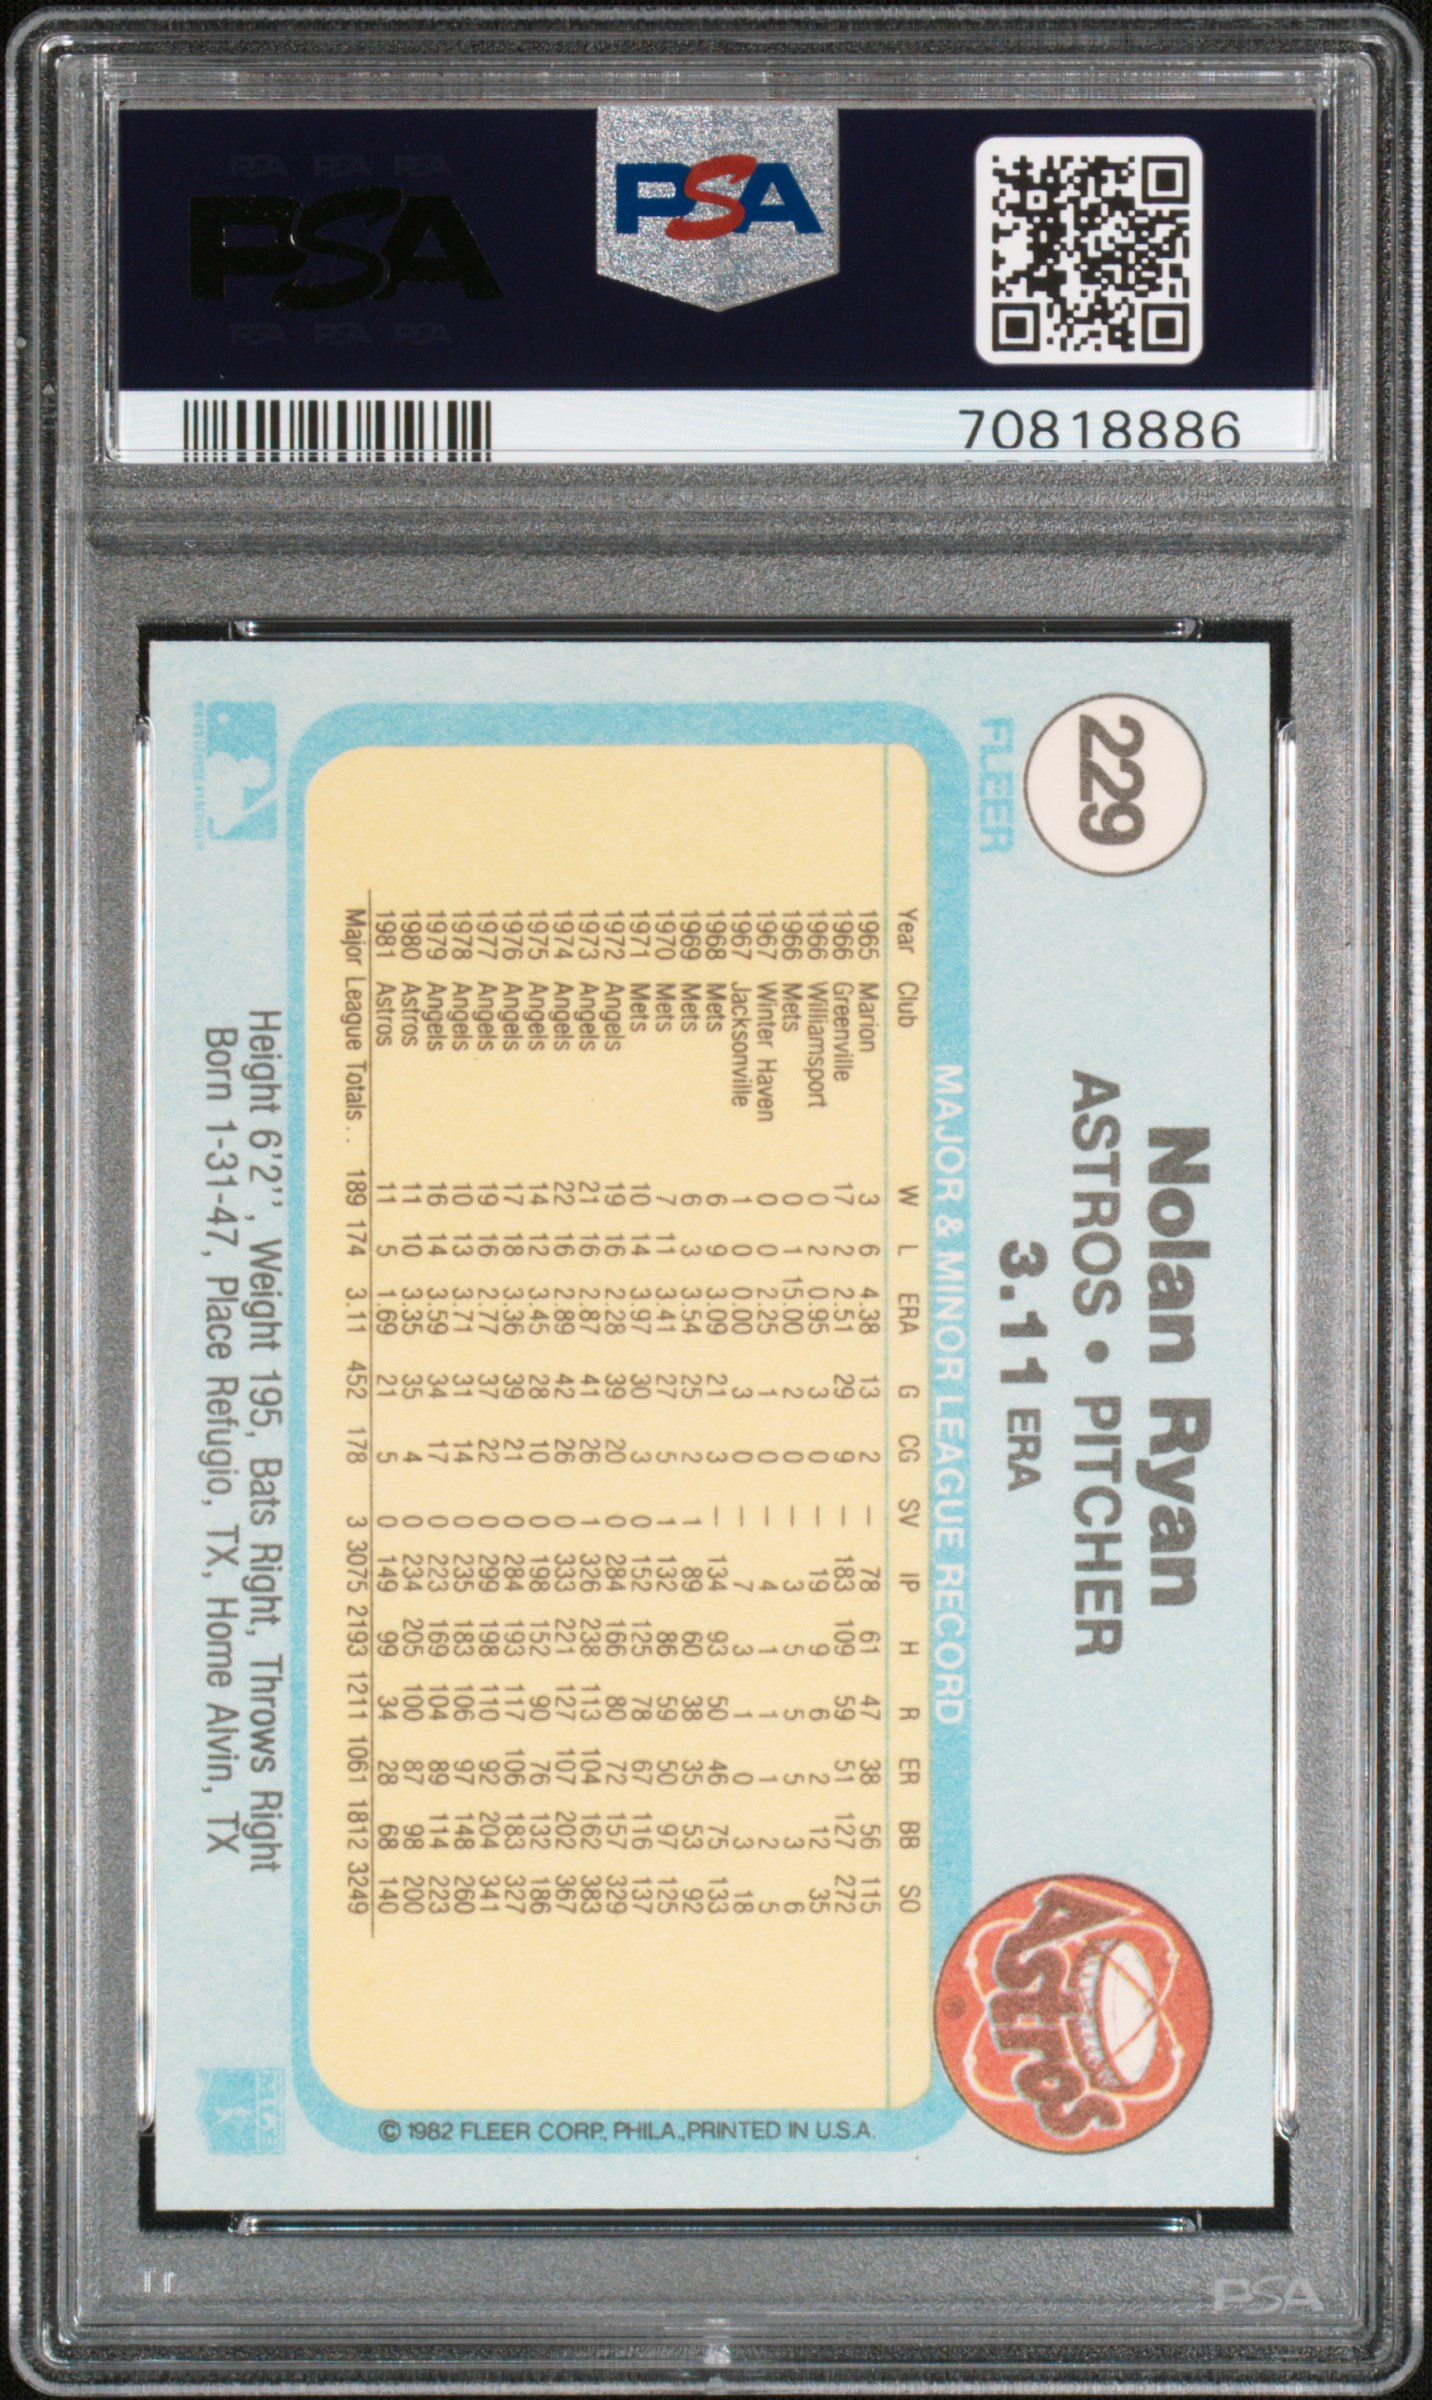 PSA PSA PSA
PSA
PSA PSA PSA
PSA
70818886
229
FLEER
Nolan Ryan
ASTROS • PITCHER
3.11 ERA
Astros
MAJOR & MINOR LEAGUE RECORD
Year Club W L ERA G CG SV IP H R ER BB SO
1965 Marion 3 6 4.38 13 2 — 78 61 47 38 56 115
1966 Greenville 17 2 2.51 29 9 — 183 109 59 51 127 272
1966 Williamsport 0 2 0.95 3 0 — 19 9 6 2 12 35
1966 Mets 0 1 15.00 2 0 — 3 5 5 5 3 6
1967 Winter Haven 0 0 2.25 1 0 — 4 1 1 1 2 5
1967 Jacksonville 1 0 0.00 3 0 — 7 3 1 0 3 18
1968 Mets 6 9 3.09 21 3 — 134 93 50 46 75 133
1969 Mets 6 3 3.54 25 2 1 89 60 38 35 53 92
1970 Mets 7 11 3.41 27 5 1 132 86 59 50 97 125
1971 Mets 10 14 3.97 30 3 0 152 125 78 67 116 137
1972 Angels 19 16 2.28 39 20 0 284 166 80 72 157 329
1973 Angels 21 16 2.87 41 26 1 326 238 113 104 162 383
1974 Angels 22 16 2.89 42 26 0 333 221 127 107 202 367
1975 Angels 14 12 3.45 28 10 0 198 152 90 76 132 186
1976 Angels 17 18 3.36 39 21 0 284 193 117 106 183 327
1977 Angels 19 16 2.77 37 22 0 299 198 110 92 204 341
1978 Angels 10 13 3.71 31 14 0 235 183 106 97 148 260
1979 Angels 16 14 3.59 34 17 0 223 169 104 89 114 223
1980 Astros 11 10 3.35 35 4 0 234 205 100 87 98 200
1981 Astros 11 5 1.69 21 5 0 149 99 34 28 68 140
Major League Totals . . 189 174 3.11 452 178 3 3075 2193 1211 1061 1812 3249
Height 6'2'', Weight 195, Bats Right, Throws Right
Born 1-31-47, Place Refugio, TX, Home Alvin, TX
© 1982 FLEER CORP., PHILA., PRINTED IN U.S.A.
PSA